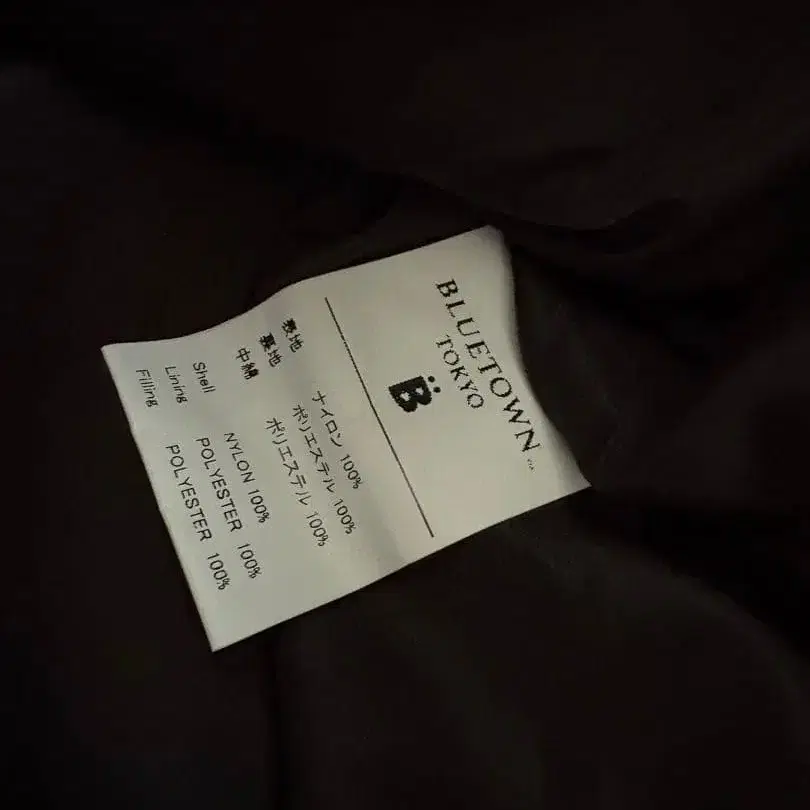 BLUETOWN
TOKYO
B̈
表地 ナイロン 100%
裏地 ポリエステル 100%
中綿 ポリエステル 100%
Shell NYLON 100%
Lining POLYESTER 100%
Filling POLYESTER 100%